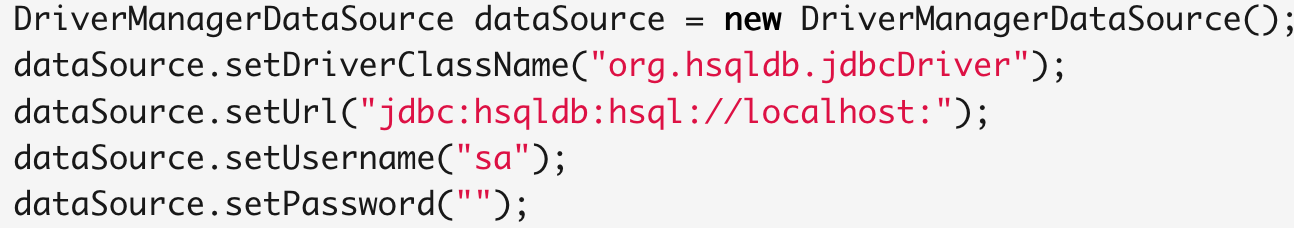 DriverManagerDataSource dataSource = new DriverManagerDataSource();
dataSource.setDriverClassName("org.hsqldb.jdbcDriver");
dataSource.setUrl("jdbc:hsqldb:hsql://localhost:");
dataSource.setUsername("sa");
dataSource.setPassword("");